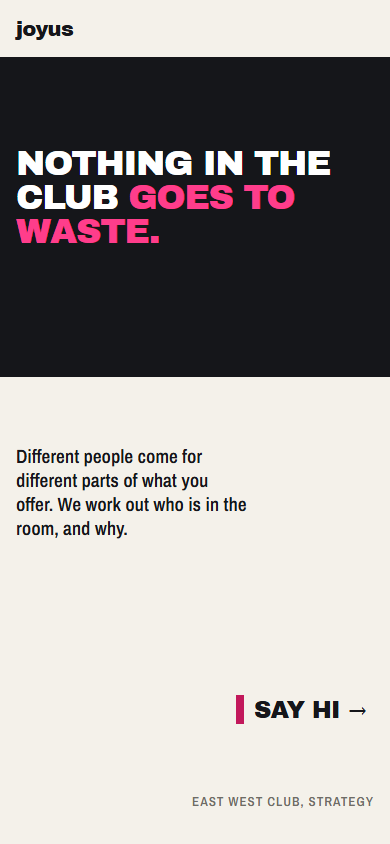 joyus
NOTHING IN THE
CLUB GOES TO
WASTE.
Different people come for
different parts of what you
offer. We work out who is in the
room, and why.
SAY HI →
EAST WEST CLUB, STRATEGY